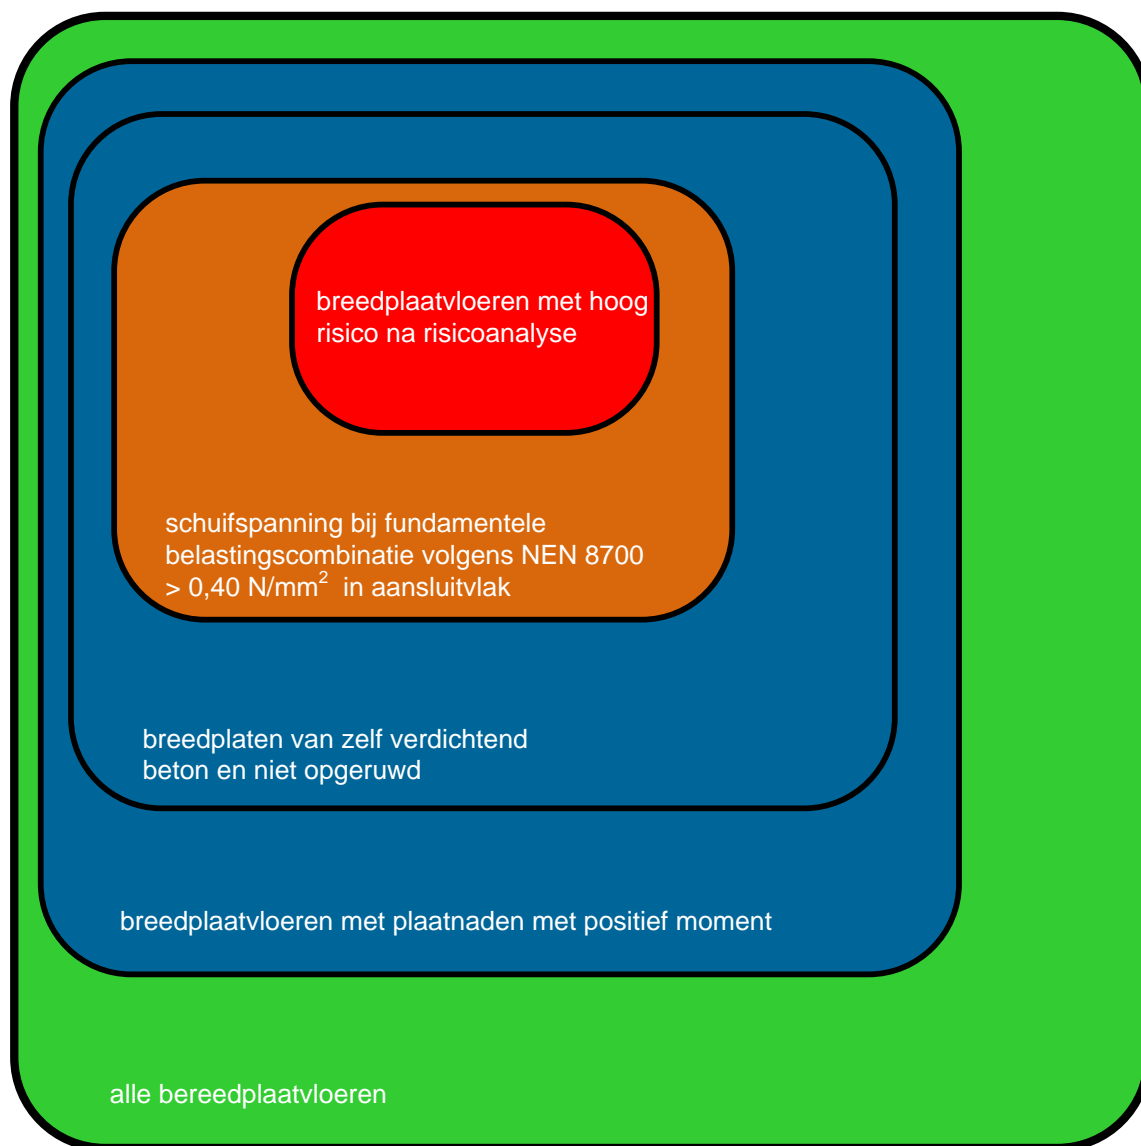 breedplaatvloeren met hoog
risico na risicoanalyse
schuifspanning bij fundamentele
belastingscombinatie volgens NEN 8700
> 0,40 N/mm² in aansluitvlak
breedplaten van zelf verdichtend
beton en niet opgeruwd
breedplaatvloeren met plaatnaden met positief moment
alle bereedplaatvloeren